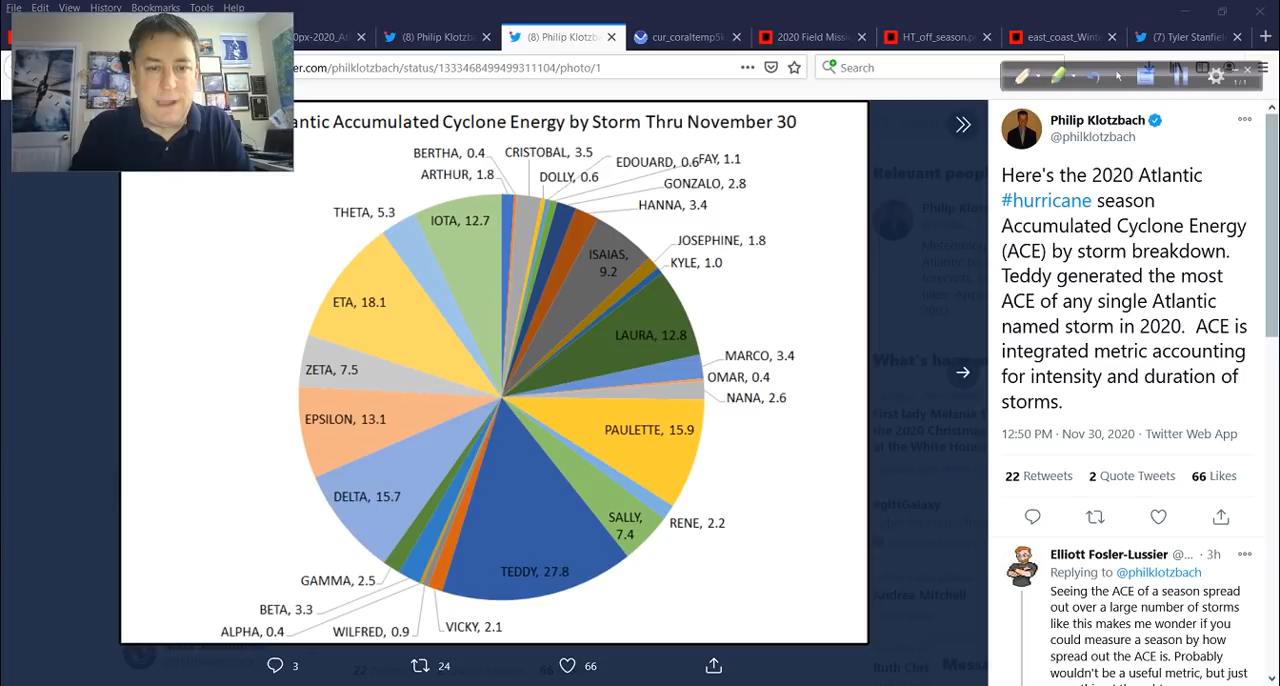 File Edit View History Bookmarks Tools Help
(8) Philip Klotzb
(8) Philip Klotzba
cur_coraltemp5k
2020 Field Missi
HT_off_season.p
east_coast_Winte
(7) Tyler Stanfiel
er.com/philklotzbach/status/1333468499499311104/photo/1
Search
1/1
antic Accumulated Cyclone Energy by Storm Thru November 30
BERTHA, 0.4
CRISTOBAL, 3.5
ARTHUR, 1.8
DOLLY, 0.6
EDOUARD, 0.6
FAY, 1.1
GONZALO, 2.8
HANNA, 3.4
THETA, 5.3
IOTA, 12.7
ISAIAS,
9.2
JOSEPHINE, 1.8
KYLE, 1.0
ETA, 18.1
LAURA, 12.8
MARCO, 3.4
ZETA, 7.5
OMAR, 0.4
NANA, 2.6
EPSILON, 13.1
PAULETTE, 15.9
DELTA, 15.7
SALLY,
7.4
RENE, 2.2
TEDDY, 27.8
GAMMA, 2.5
BETA, 3.3
ALPHA, 0.4
WILFRED, 0.9
VICKY, 2.1
3
24
66
Philip Klotzbach
@philklotzbach
Here's the 2020 Atlantic
#hurricane season
Accumulated Cyclone Energy
(ACE) by storm breakdown.
Teddy generated the most
ACE of any single Atlantic
named storm in 2020. ACE is
integrated metric accounting
for intensity and duration of
storms.
12:50 PM · Nov 30, 2020 · Twitter Web App
22 Retweets 2 Quote Tweets 66 Likes
Elliott Fosler-Lussier @... · 3h
Replying to @philklotzbach
Seeing the ACE of a season spread
out over a large number of storms
like this makes me wonder if you
could measure a season by how
spread out the ACE is. Probably
wouldn't be a useful metric, but just